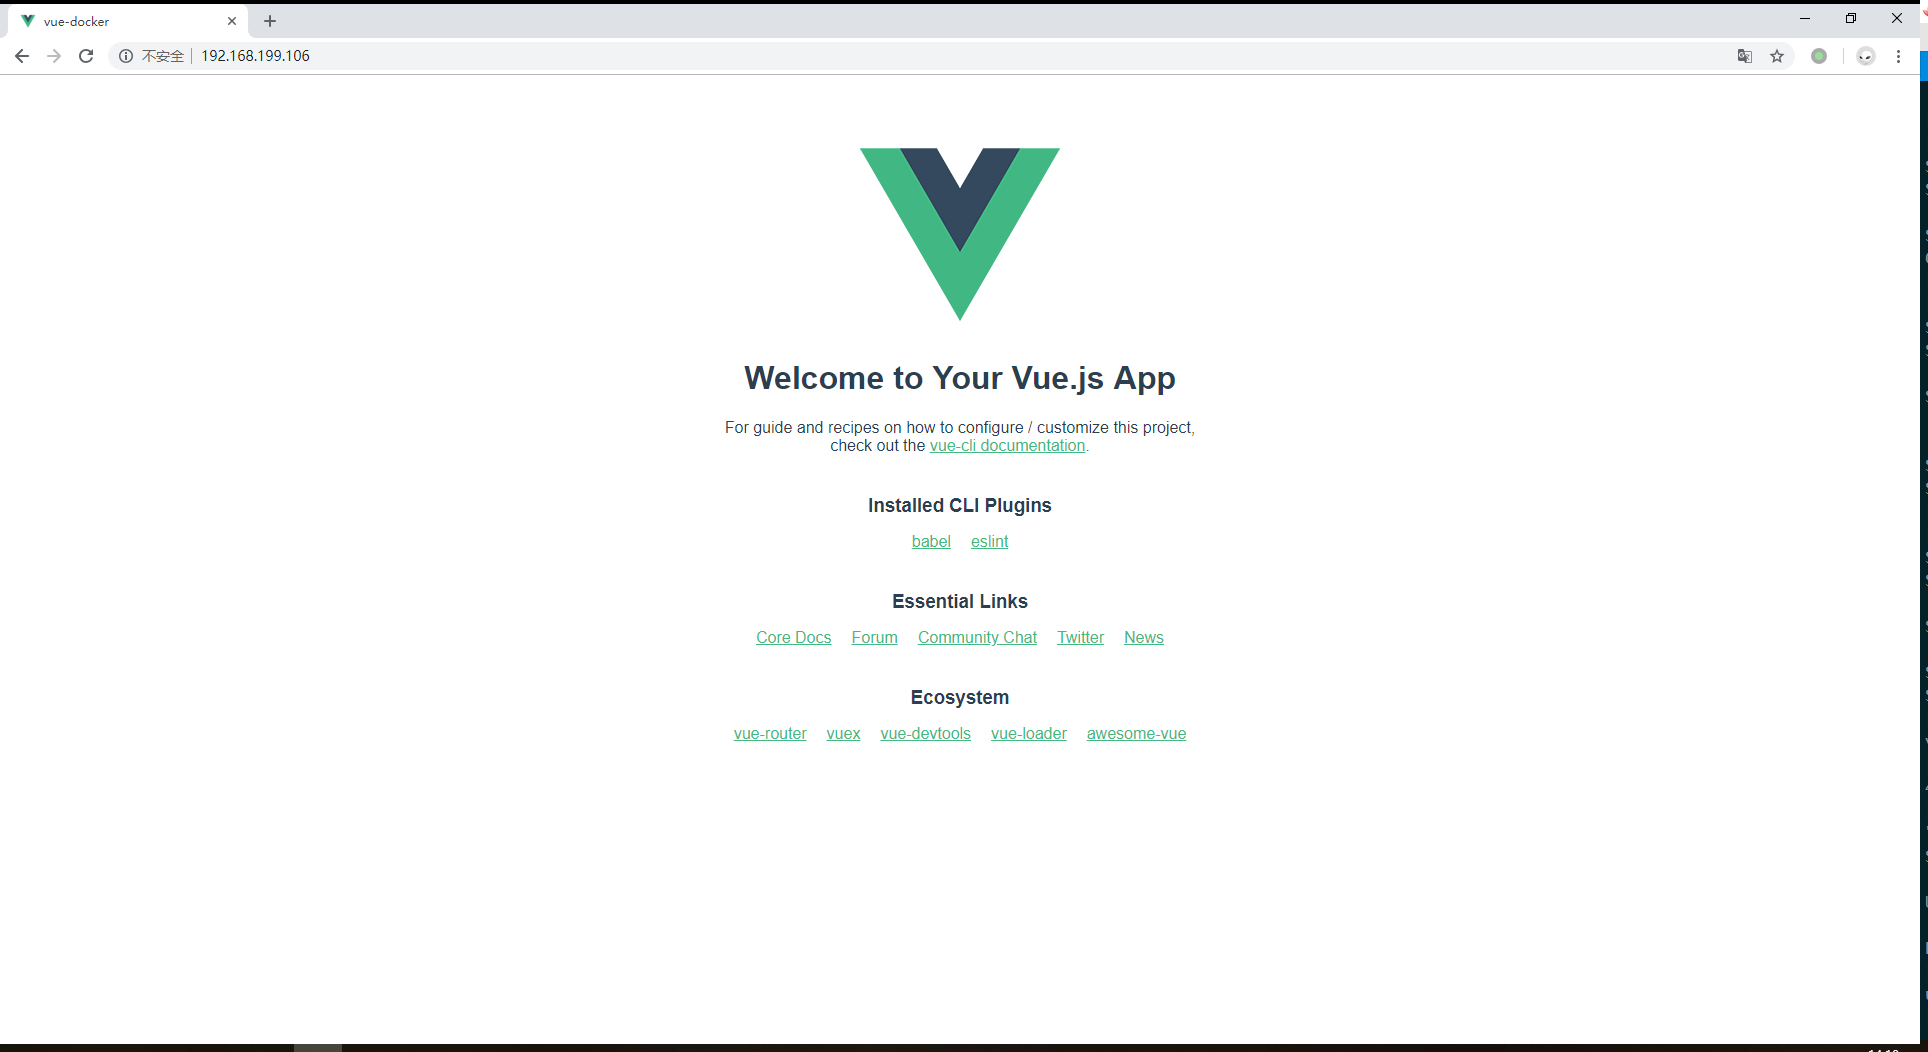 vue-docker
不安全 192.168.199.106
Welcome to Your Vue.js App
For guide and recipes on how to configure / customize this project,
check out the vue-cli documentation.
Installed CLI Plugins
babel eslint
Essential Links
Core Docs Forum Community Chat Twitter News
Ecosystem
vue-router vuex vue-devtools vue-loader awesome-vue